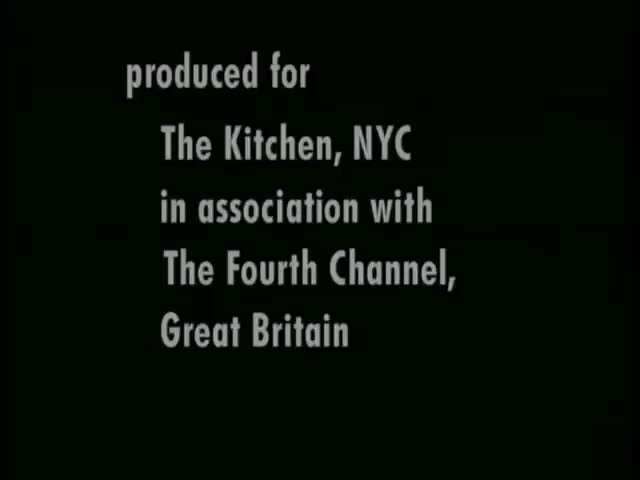 produced for
The Kitchen, NYC
in association with
The Fourth Channel,
Great Britain